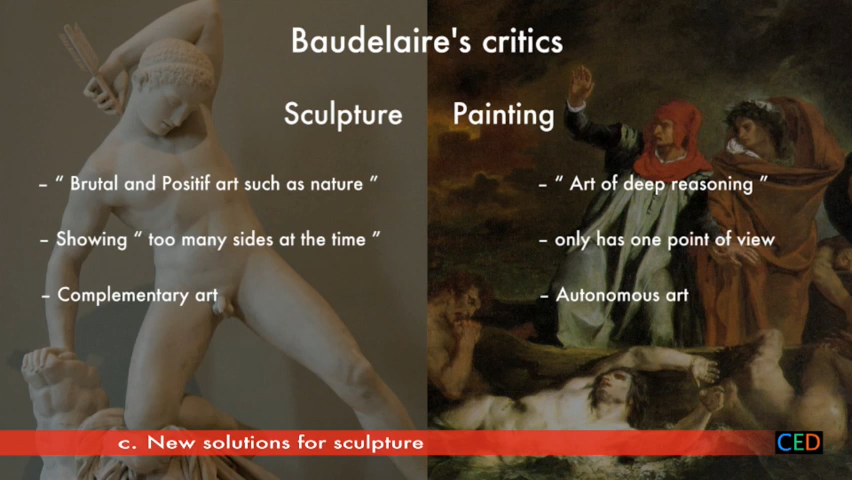 Baudelaire's critics
Sculpture
Painting
– “ Brutal and Positif art such as nature ”
– Showing “ too many sides at the time ”
– Complementary art
– “ Art of deep reasoning ”
– only has one point of view
– Autonomous art
c. New solutions for sculpture
CED